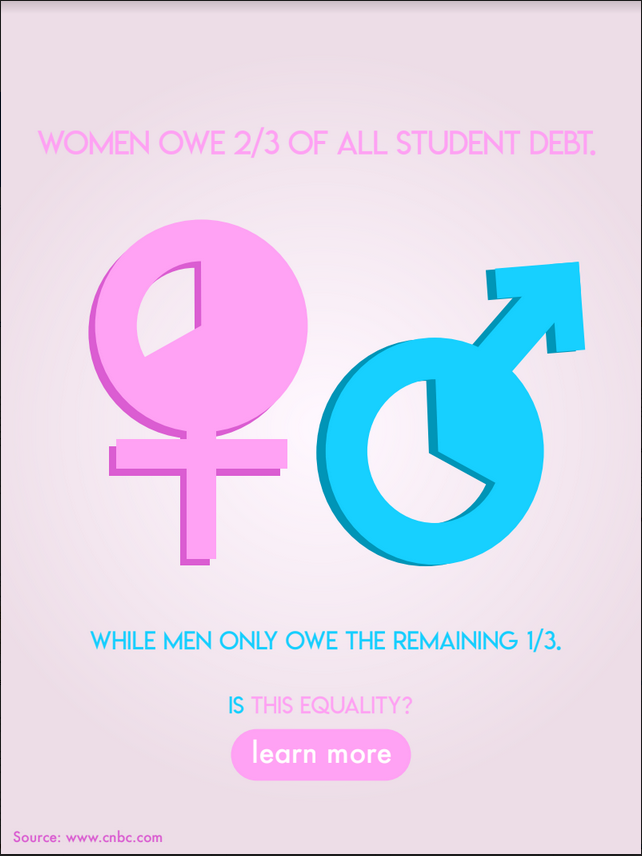 WOMEN OWE 2/3 OF ALL STUDENT DEBT.
WHILE MEN ONLY OWE THE REMAINING 1/3.
IS THIS EQUALITY?
learn more
Source: www.cnbc.com